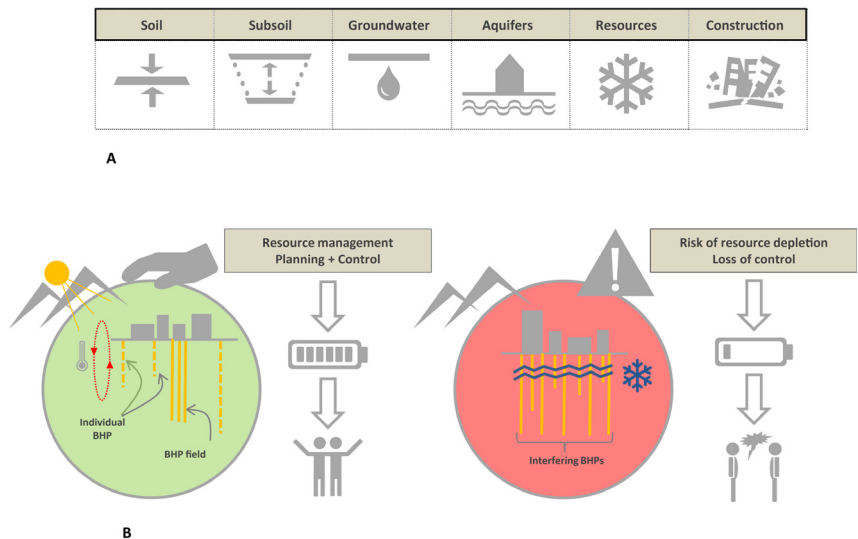 Soil Subsoil Groundwater Aquifers Resources Construction
A
Resource management
Planning + Control
Individual
BHP
BHP field
Risk of resource depletion
Loss of control
Interfering BHPs
B